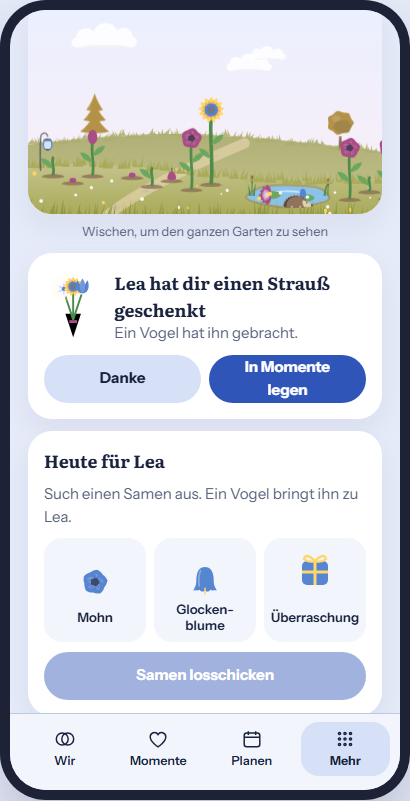 Wischen, um den ganzen Garten zu sehen
Lea hat dir einen Strauß
geschenkt
Ein Vogel hat ihn gebracht.
Danke
In Momente
legen
Heute für Lea
Such einen Samen aus. Ein Vogel bringt ihn zu
Lea.
Mohn
Glocken-
blume
Überraschung
Samen losschicken
Wir
Momente
Planen
Mehr